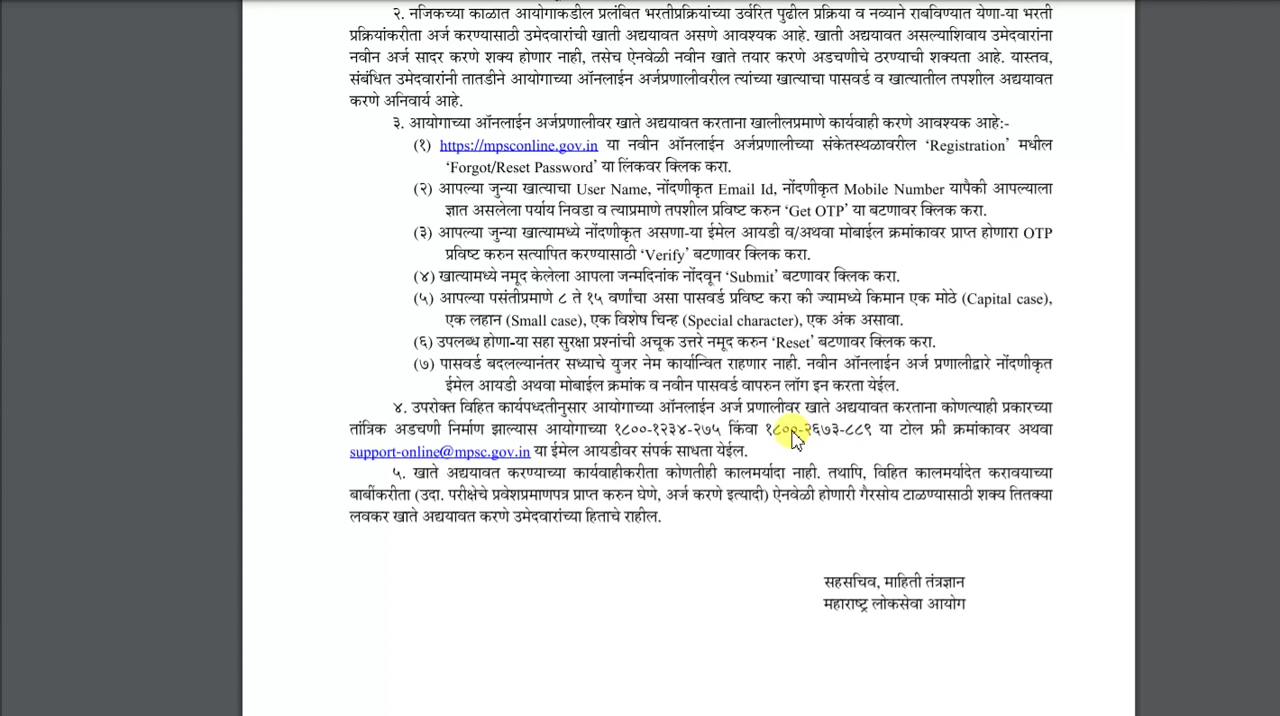 २. नजिकच्या काळात आयोगाकडील प्रलंबित भरतीप्रक्रियांच्या उर्वरित पुढील प्रक्रिया व नव्याने राबविण्यात येणा-या भरती
प्रक्रियांकरीता अर्ज करण्यासाठी उमेदवारांची खाती अद्ययावत असणे आवश्यक आहे. खाती अद्ययावत असल्याशिवाय उमेदवारांना
नवीन अर्ज सादर करणे शक्य होणार नाही, तसेच ऐनवेळी नवीन खाते तयार करणे अडचणीचे ठरण्याची शक्यता आहे. यास्तव,
संबंधित उमेदवारांनी तातडीने आयोगाच्या ऑनलाईन अर्जप्रणालीवरील त्यांच्या खात्याचा पासवर्ड व खात्यातील तपशील अद्ययावत
करणे अनिवार्य आहे.
३. आयोगाच्या ऑनलाईन अर्जप्रणालीवर खाते अद्ययावत करताना खालीलप्रमाणे कार्यवाही करणे आवश्यक आहे:-
(१) https://mpsconline.gov.in या नवीन ऑनलाईन अर्जप्रणालीच्या संकेतस्थळावरील ‘Registration’ मधील
‘Forgot/Reset Password’ या लिंकवर क्लिक करा.
(२) आपल्या जुन्या खात्याचा User Name, नोंदणीकृत Email Id, नोंदणीकृत Mobile Number यापैकी आपल्याला
ज्ञात असलेला पर्याय निवडा व त्याप्रमाणे तपशील प्रविष्ट करुन ‘Get OTP’ या बटणावर क्लिक करा.
(३) आपल्या जुन्या खात्यामध्ये नोंदणीकृत असणा-या ईमेल आयडी व/अथवा मोबाईल क्रमांकावर प्राप्त होणारा OTP
प्रविष्ट करुन सत्यापित करण्यासाठी ‘Verify’ बटणावर क्लिक करा.
(४) खात्यामध्ये नमूद केलेला आपला जन्मदिनांक नोंदवून ‘Submit’ बटणावर क्लिक करा.
(५) आपल्या पसंतीप्रमाणे ८ ते १५ वर्णांचा असा पासवर्ड प्रविष्ट करा की ज्यामध्ये किमान एक मोठे (Capital case),
एक लहान (Small case), एक विशेष चिन्ह (Special character), एक अंक असावा.
(६) उपलब्ध होणा-या सहा सुरक्षा प्रश्नांची अचूक उत्तरे नमूद करुन ‘Reset’ बटणावर क्लिक करा.
(७) पासवर्ड बदलल्यानंतर सध्याचे युजर नेम कार्यान्वित राहणार नाही. नवीन ऑनलाईन अर्ज प्रणालीद्वारे नोंदणीकृत
ईमेल आयडी अथवा मोबाईल क्रमांक व नवीन पासवर्ड वापरुन लॉग इन करता येईल.
४. उपरोक्त विहित कार्यपध्दतीनुसार आयोगाच्या ऑनलाईन अर्ज प्रणालीवर खाते अद्ययावत करताना कोणत्याही प्रकारच्या
तांत्रिक अडचणी निर्माण झाल्यास आयोगाच्या १८००-१२३४-२७५ किंवा १८००-२६७३-८८९ या टोल फ्री क्रमांकावर अथवा
support-online@mpsc.gov.in या ईमेल आयडीवर संपर्क साधता येईल.
५. खाते अद्ययावत करण्याच्या कार्यवाहीकरीता कोणतीही कालमर्यादा नाही. तथापि, विहित कालमर्यादेत करावयाच्या
बाबींकरीता (उदा. परीक्षेचे प्रवेशप्रमाणपत्र प्राप्त करुन घेणे, अर्ज करणे इत्यादी) ऐनवेळी होणारी गैरसोय टाळण्यासाठी शक्य तितक्या
लवकर खाते अद्ययावत करणे उमेदवारांच्या हिताचे राहील.
सहसचिव, माहिती तंत्रज्ञान
महाराष्ट्र लोकसेवा आयोग